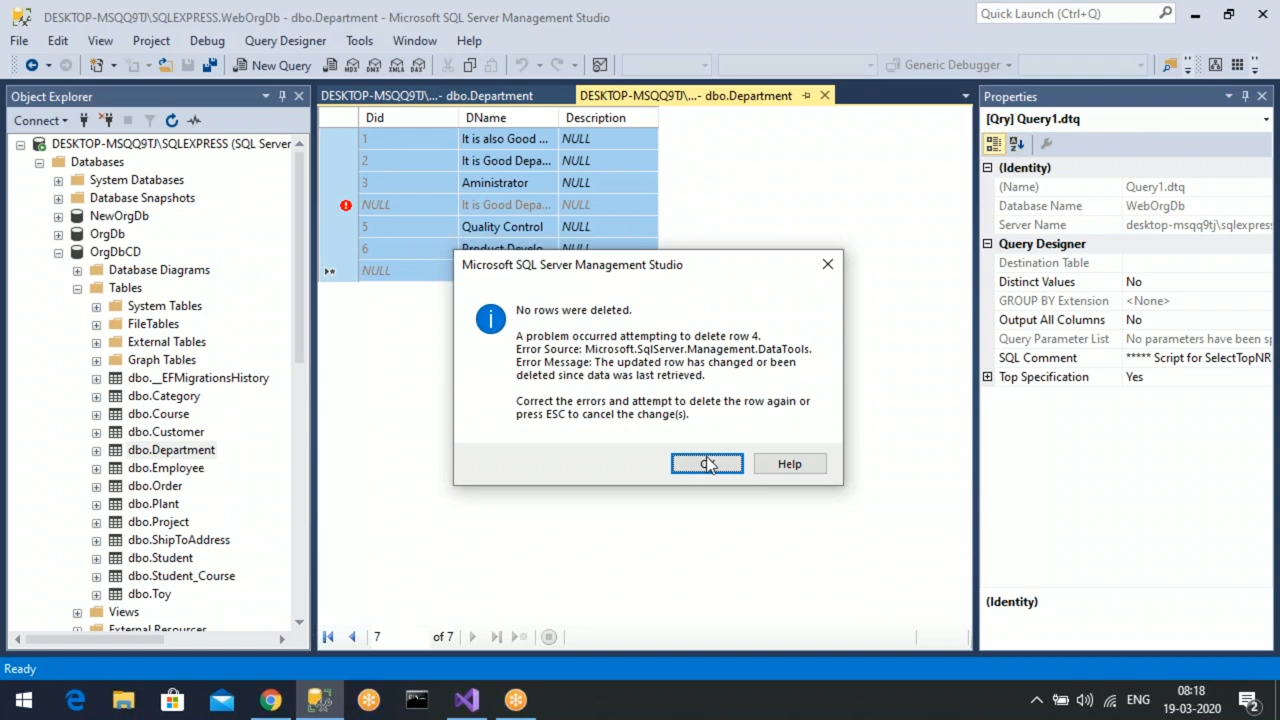 DESKTOP-MSQQ9TJ\SQLEXPRESS.WebOrgDb - dbo.Department - Microsoft SQL Server Management Studio
Quick Launch (Ctrl+Q)
File Edit View Project Debug Query Designer Tools Window Help
New Query
Generic Debugger
Object Explorer
DESKTOP-MSQQ9TJ\...- dbo.Department
DESKTOP-MSQQ9TJ\...- dbo.Department
Properties
Connect
DESKTOP-MSQQ9TJ\SQLEXPRESS (SQL Server
Databases
System Databases
Database Snapshots
NewOrgDb
OrgDb
OrgDbCD
Database Diagrams
Tables
System Tables
FileTables
External Tables
Graph Tables
dbo.__EFMigrationsHistory
dbo.Category
dbo.Course
dbo.Customer
dbo.Department
dbo.Employee
dbo.Order
dbo.Plant
dbo.Project
dbo.ShipToAddress
dbo.Student
dbo.Student_Course
dbo.Toy
Views
External Resources
Did DName Description
1 It is also Good ... NULL
2 It is Good Depa... NULL
3 Aministrator NULL
NULL It is Good Depa... NULL
5 Quality Control NULL
6 Product Develo NULL
NULL
Microsoft SQL Server Management Studio
No rows were deleted.
A problem occurred attempting to delete row 4.
Error Source: Microsoft.SqlServer.Management.DataTools.
Error Message: The updated row has changed or been
deleted since data was last retrieved.
Correct the errors and attempt to delete the row again or
press ESC to cancel the change(s).
Help
7 of 7
[Qry] Query1.dtq
(Identity)
(Name) Query1.dtq
Database Name WebOrgDb
Server Name desktop-msqq9tj\sqlexpress
Query Designer
Destination Table
Distinct Values No
GROUP BY Extension <None>
Output All Columns No
Query Parameter List No parameters have been sp
SQL Comment ***** Script for SelectTopNR
Top Specification Yes
(Identity)
Ready
ENG
08:18
19-03-2020
2